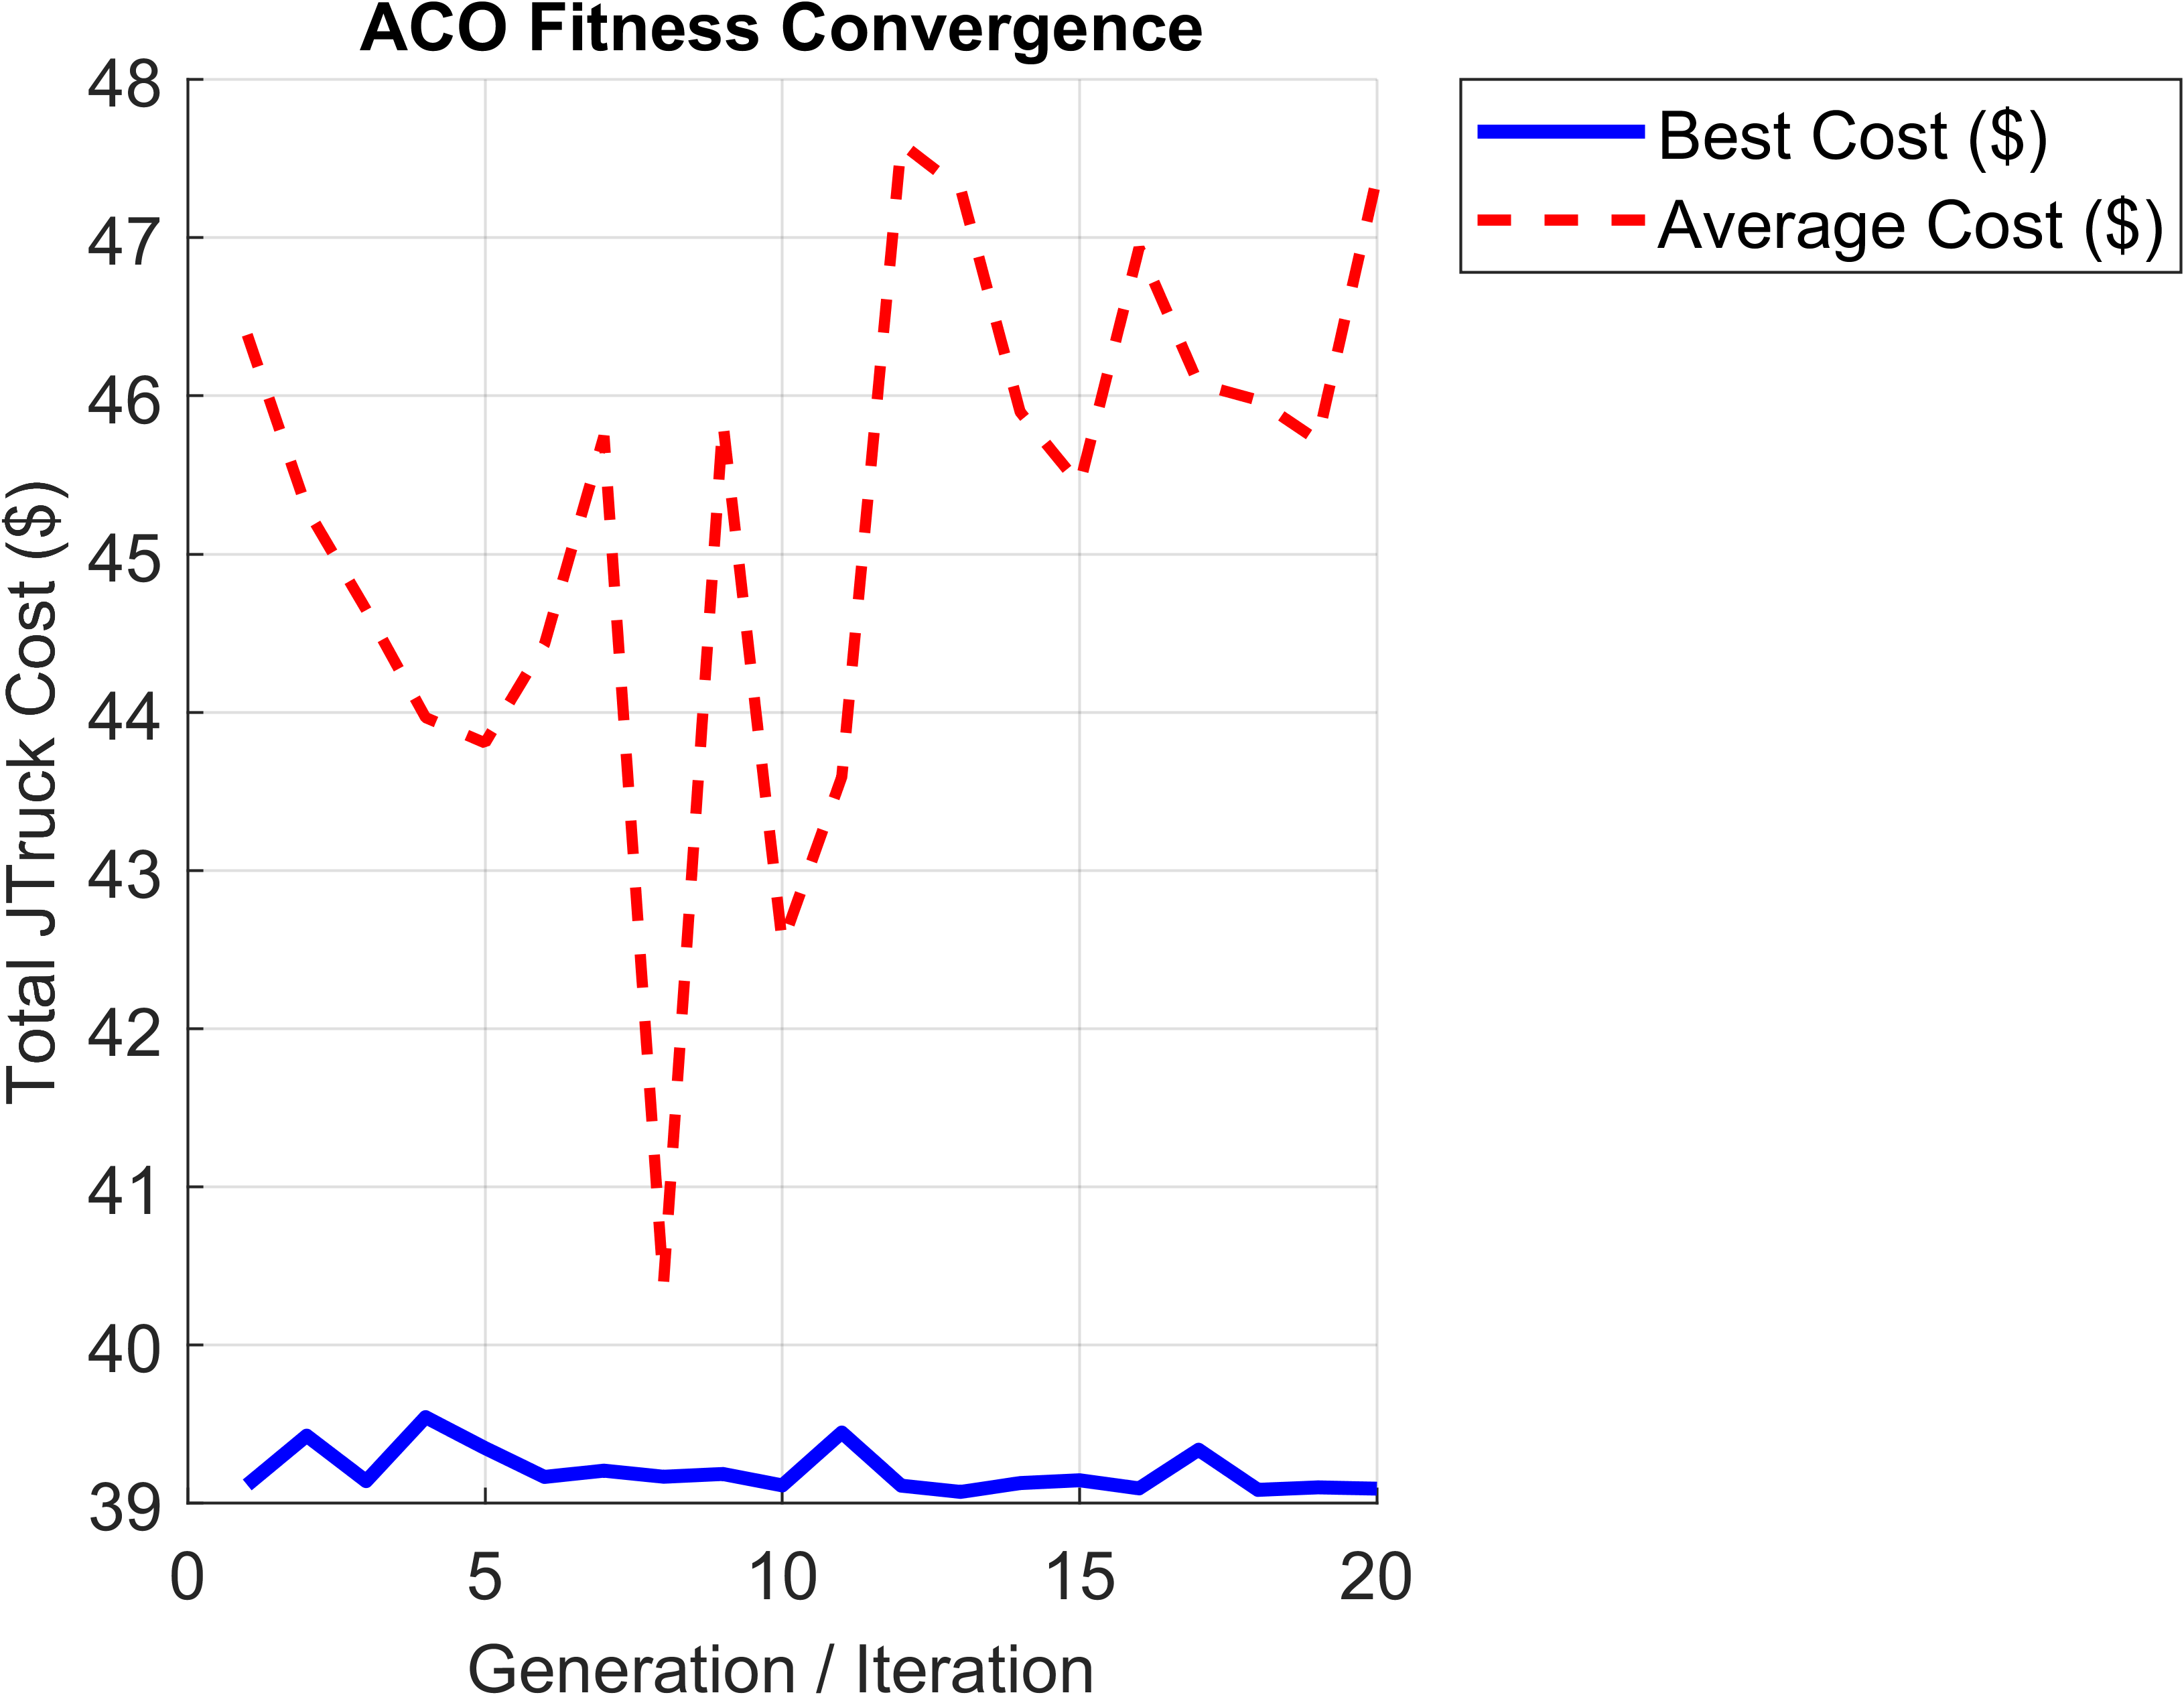 ACO Fitness Convergence
Best Cost ($)
Average Cost ($)
Total JTruck Cost ($)
48
47
46
45
44
43
42
41
40
39
0 5 10 15 20
Generation / Iteration